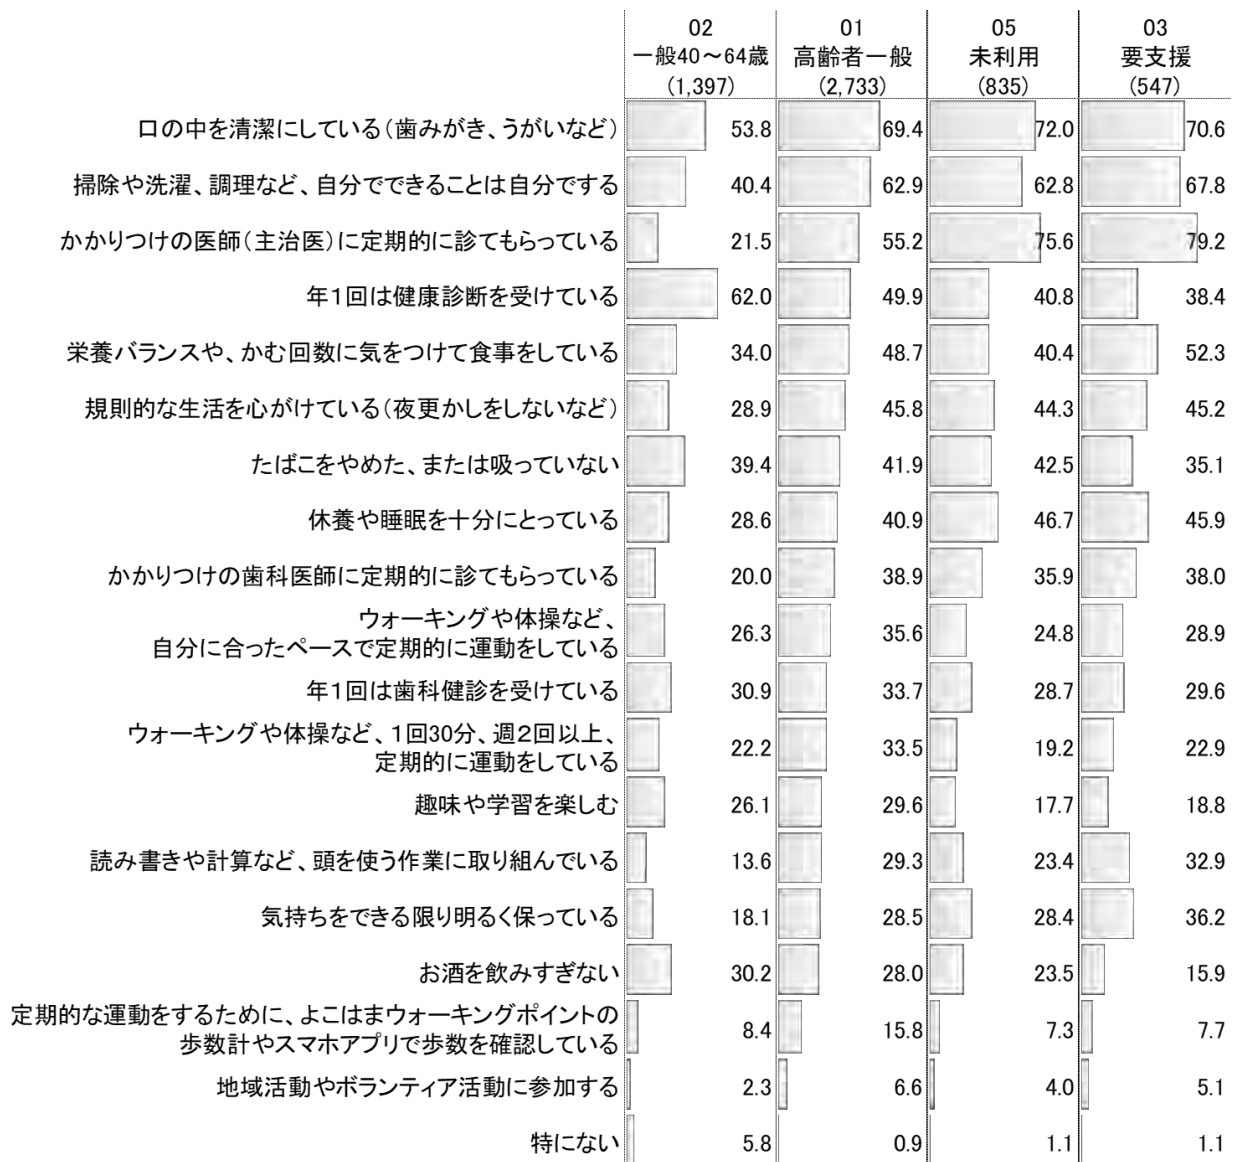 02 01 05 03
一般40～64歳 高齢者一般 未利用 要支援
(1,397) (2,733) (835) (547)
口の中を清潔にしている（歯みがき、うがいなど） 53.8 69.4 72.0 70.6
掃除や洗濯、調理など、自分でできることは自分でする 40.4 62.9 62.8 67.8
かかりつけの医師（主治医）に定期的に診てもらっている 21.5 55.2 75.6 79.2
年１回は健康診断を受けている 62.0 49.9 40.8 38.4
栄養バランスや、かむ回数に気をつけて食事をしている 34.0 48.7 40.4 52.3
規則的な生活を心がけている（夜更かしをしないなど） 28.9 45.8 44.3 45.2
たばこをやめた、または吸っていない 39.4 41.9 42.5 35.1
休養や睡眠を十分にとっている 28.6 40.9 46.7 45.9
かかりつけの歯科医師に定期的に診てもらっている 20.0 38.9 35.9 38.0
ウォーキングや体操など、
自分に合ったペースで定期的に運動をしている 26.3 35.6 24.8 28.9
年１回は歯科健診を受けている 30.9 33.7 28.7 29.6
ウォーキングや体操など、１回30分、週２回以上、
定期的に運動をしている 22.2 33.5 19.2 22.9
趣味や学習を楽しむ 26.1 29.6 17.7 18.8
読み書きや計算など、頭を使う作業に取り組んでいる 13.6 29.3 23.4 32.9
気持ちをできる限り明るく保っている 18.1 28.5 28.4 36.2
お酒を飲みすぎない 30.2 28.0 23.5 15.9
定期的な運動をするために、よこはまウォーキングポイントの
歩数計やスマホアプリで歩数を確認している 8.4 15.8 7.3 7.7
地域活動やボランティア活動に参加する 2.3 6.6 4.0 5.1
特にない 5.8 0.9 1.1 1.1